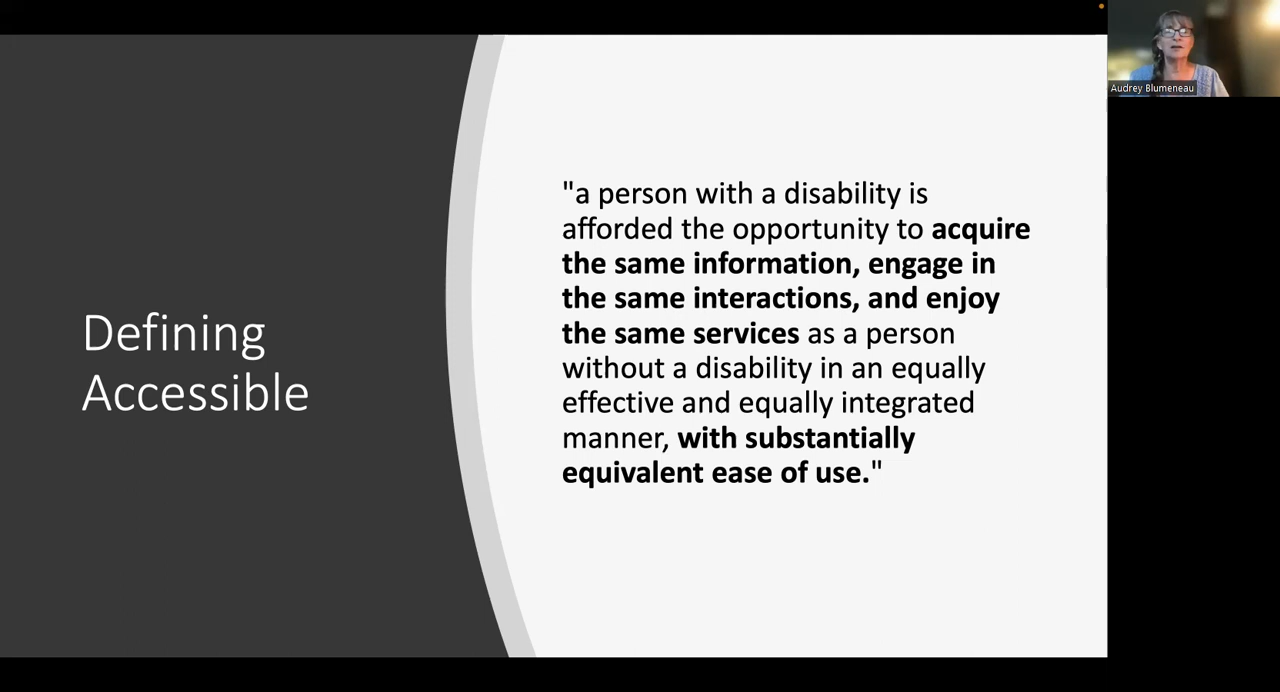 Defining
Accessible
"a person with a disability is
afforded the opportunity to acquire
the same information, engage in
the same interactions, and enjoy
the same services as a person
without a disability in an equally
effective and equally integrated
manner, with substantially
equivalent ease of use."
Audrey Blumeneau